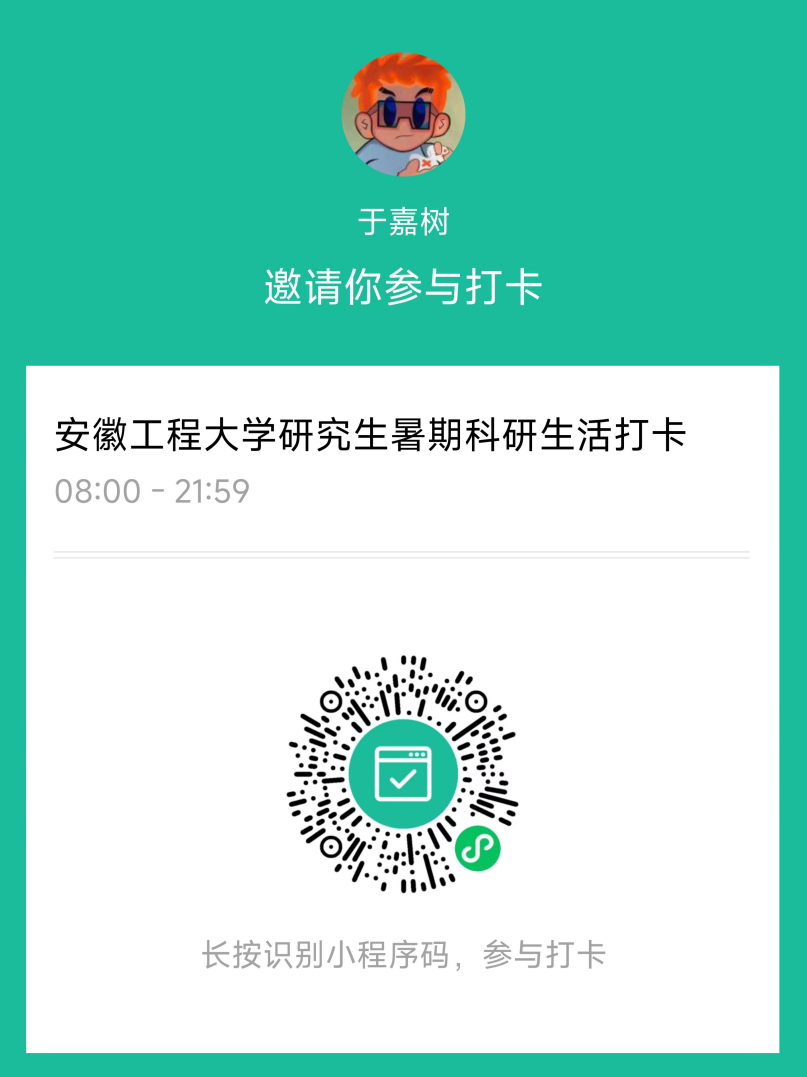 于嘉树
邀请你参与打卡
安徽工程大学研究生暑期科研生活打卡
08:00 - 21:59
长按识别小程序码，参与打卡